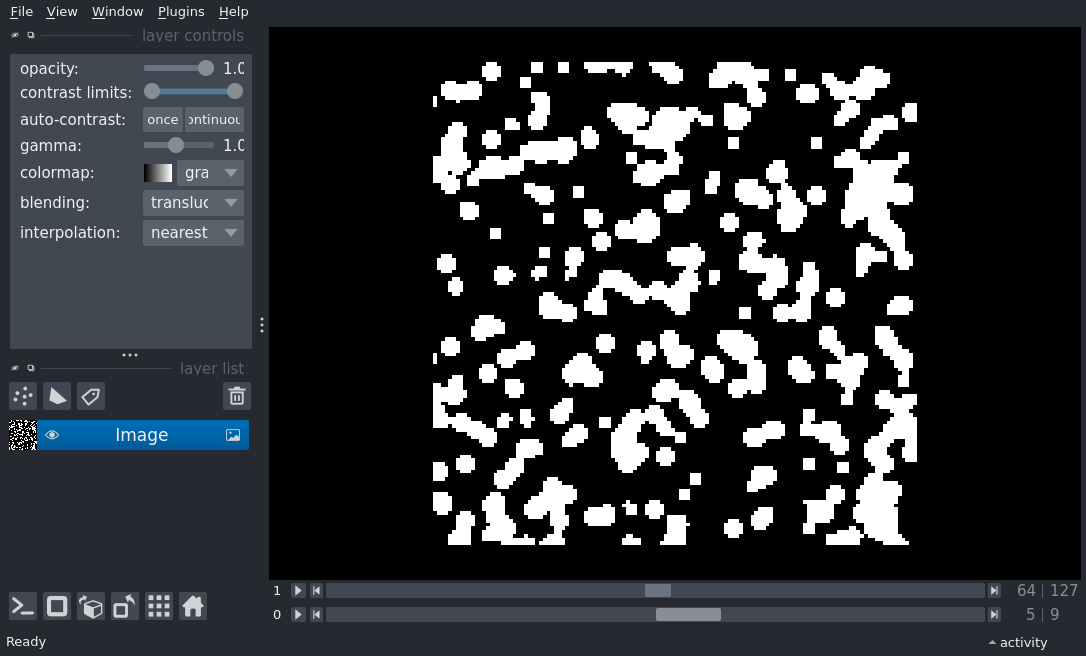 File View Window Plugins Help
layer controls
opacity: 1.0
contrast limits:
auto-contrast: once ontinuou
gamma: 1.0
colormap: gra
blending: transluc
interpolation: nearest
layer list
Image
1 64 | 127
0 5 | 9
Ready activity